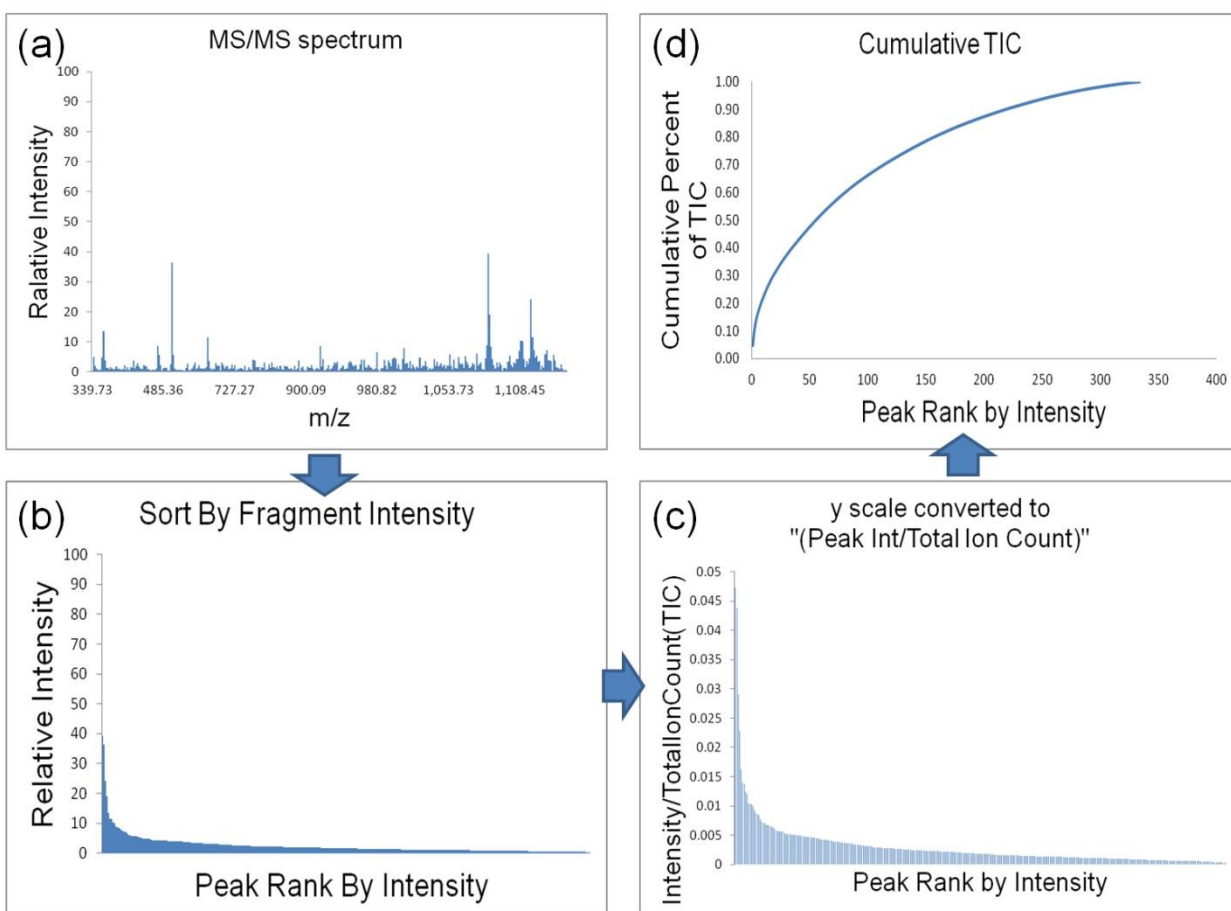 (a)
MS/MS spectrum
Ralative Intensity
100
90
80
70
60
50
40
30
20
10
0
339.73 485.36 727.27 900.09 980.82 1,053.73 1,108.45
m/z
(d)
Cumulative TIC
Cumulative Percent
of TIC
1.00
0.90
0.80
0.70
0.60
0.50
0.40
0.30
0.20
0.10
0.00
0 50 100 150 200 250 300 350 400
Peak Rank by Intensity
(b)
Sort By Fragment Intensity
Relative Intensity
100
90
80
70
60
50
40
30
20
10
0
Peak Rank By Intensity
(c)
y scale converted to
"(Peak Int/Total Ion Count)"
Intensity/TotalIonCount(TIC)
0.05
0.045
0.04
0.035
0.03
0.025
0.02
0.015
0.01
0.005
0
Peak Rank by Intensity